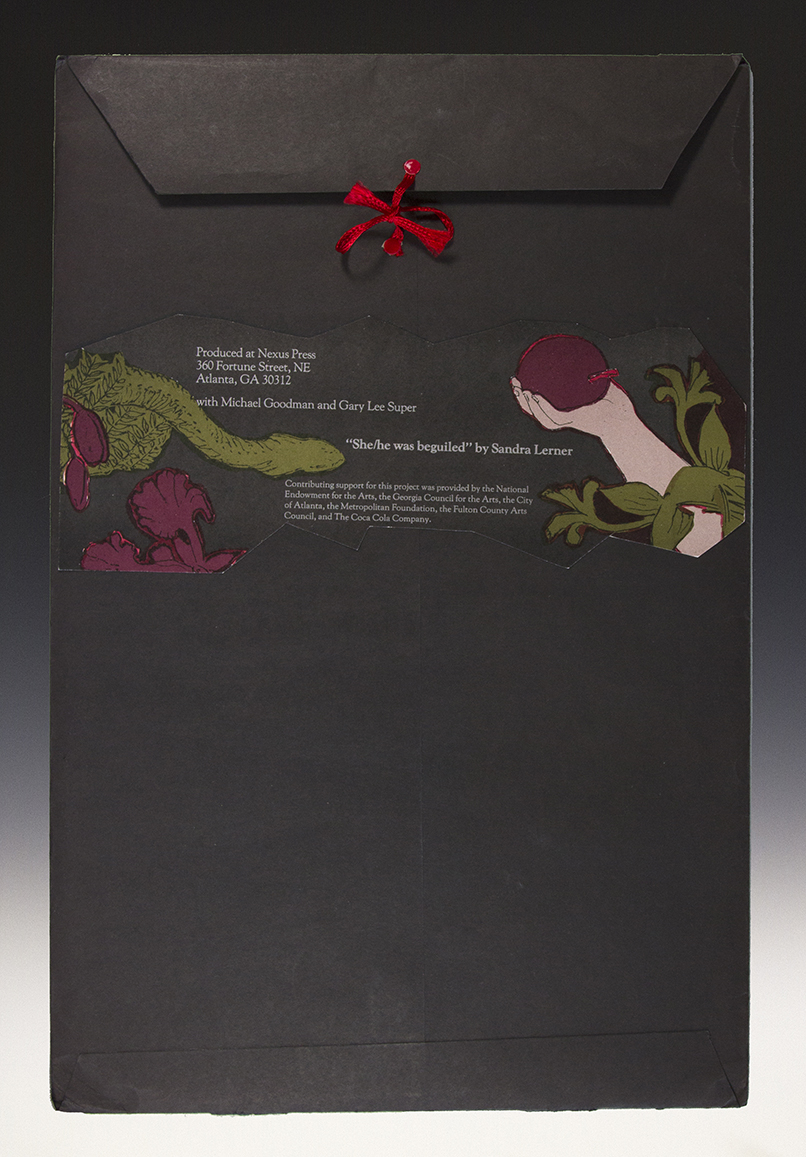 Produced at Nexus Press
360 Fortune Street, NE
Atlanta, GA 30312
with Michael Goodman and Gary Lee Super
“She/he was beguiled” by Sandra Lerner
Contributing support for this project was provided by the National
Endowment for the Arts, the Georgia Council for the Arts, the City
of Atlanta, the Metropolitan Foundation, the Fulton County Arts
Council, and The Coca Cola Company.